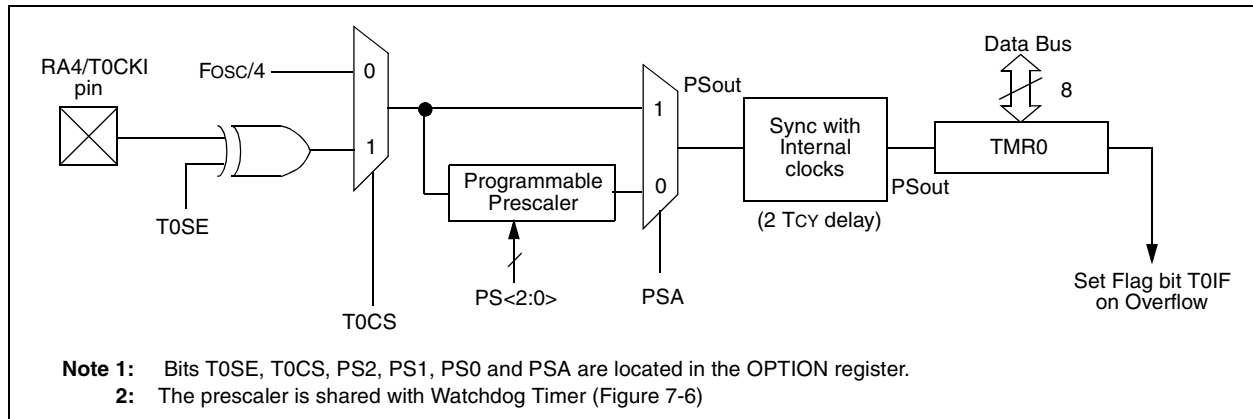 Data Bus
8
RA4/T0CKI
pin
FOSC/4
0
1
T0SE
T0CS
Programmable
Prescaler
PS<2:0>
1
0
PSA
PSout
Sync with
Internal
clocks
(2 TCY delay)
PSout
TMR0
Set Flag bit T0IF
on Overflow
Note 1: Bits T0SE, T0CS, PS2, PS1, PS0 and PSA are located in the OPTION register.
2: The prescaler is shared with Watchdog Timer (Figure 7-6)